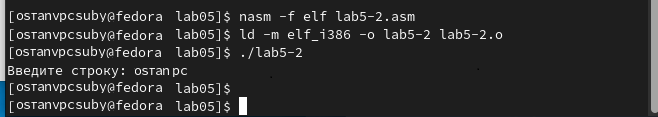 [ostanvpcsuby@fedora lab05]$ nasm -f elf lab5-2.asm
[ostanvpcsuby@fedora lab05]$ ld -m elf_i386 -o lab5-2 lab5-2.o
[ostanvpcsuby@fedora lab05]$ ./lab5-2
Введите строку: ostanpc
[ostanvpcsuby@fedora lab05]$
[ostanvpcsuby@fedora lab05]$